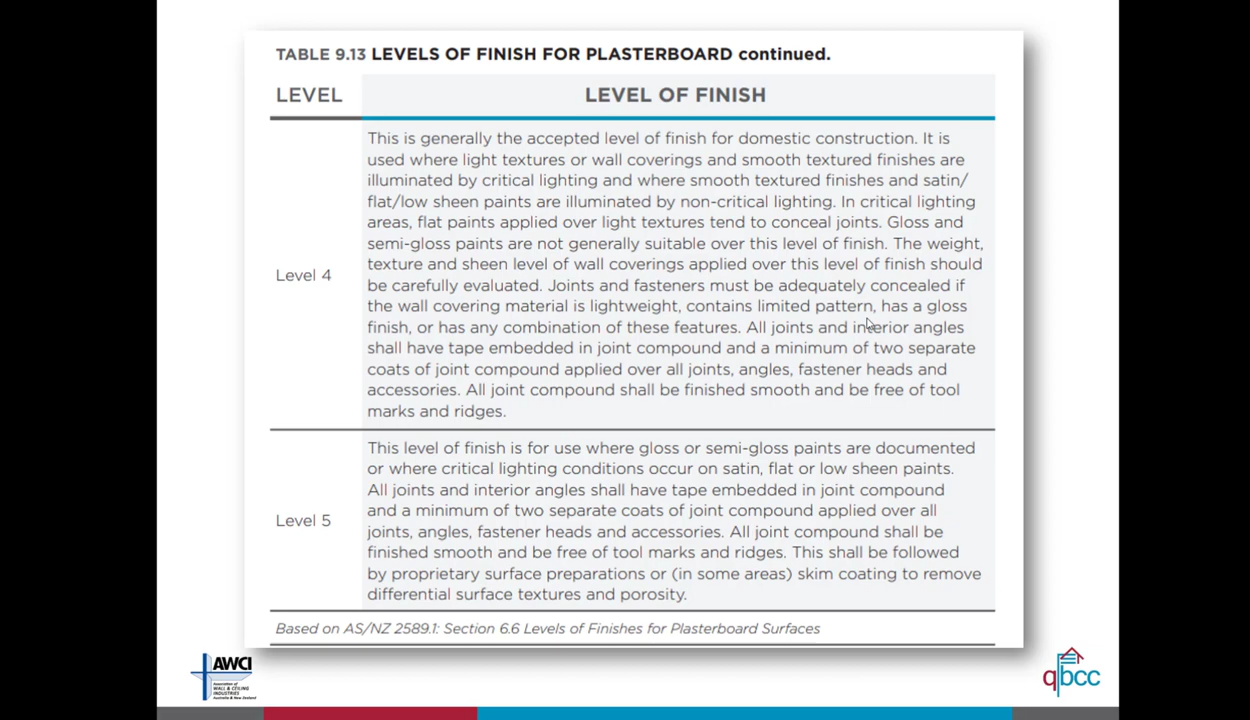 TABLE 9.13 LEVELS OF FINISH FOR PLASTERBOARD continued.
LEVEL
LEVEL OF FINISH
Level 4
This is generally the accepted level of finish for domestic construction. It is
used where light textures or wall coverings and smooth textured finishes are
illuminated by critical lighting and where smooth textured finishes and satin/
flat/low sheen paints are illuminated by non-critical lighting. In critical lighting
areas, flat paints applied over light textures tend to conceal joints. Gloss and
semi-gloss paints are not generally suitable over this level of finish. The weight,
texture and sheen level of wall coverings applied over this level of finish should
be carefully evaluated. Joints and fasteners must be adequately concealed if
the wall covering material is lightweight, contains limited pattern, has a gloss
finish, or has any combination of these features. All joints and interior angles
shall have tape embedded in joint compound and a minimum of two separate
coats of joint compound applied over all joints, angles, fastener heads and
accessories. All joint compound shall be finished smooth and be free of tool
marks and ridges.
Level 5
This level of finish is for use where gloss or semi-gloss paints are documented
or where critical lighting conditions occur on satin, flat or low sheen paints.
All joints and interior angles shall have tape embedded in joint compound
and a minimum of two separate coats of joint compound applied over all
joints, angles, fastener heads and accessories. All joint compound shall be
finished smooth and be free of tool marks and ridges. This shall be followed
by proprietary surface preparations or (in some areas) skim coating to remove
differential surface textures and porosity.
Based on AS/NZ 2589.1: Section 6.6 Levels of Finishes for Plasterboard Surfaces
AWCI
Association of
WALL & CEILING
INDUSTRIES
Australia & New Zealand
qbcc